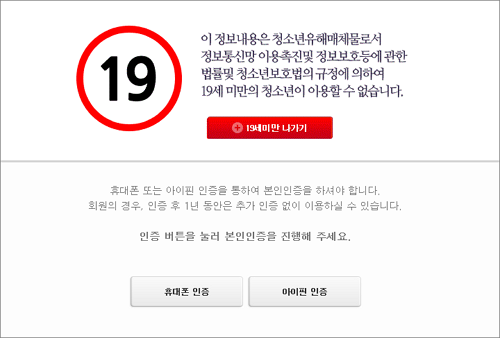 19
이 정보내용은 청소년유해매체물로서
정보통신망 이용촉진및 정보보호등에 관한
법률및 청소년보호법의 규정에 의하여
19세 미만의 청소년이 이용할 수 없습니다.
19세미만 나가기
휴대폰 또는 아이핀 인증을 통하여 본인인증을 하셔야 합니다.
회원의 경우, 인증 후 1년 동안은 추가 인증 없이 이용하실 수 있습니다.
인증 버튼을 눌러 본인인증을 진행해 주세요.
휴대폰 인증 아이핀 인증